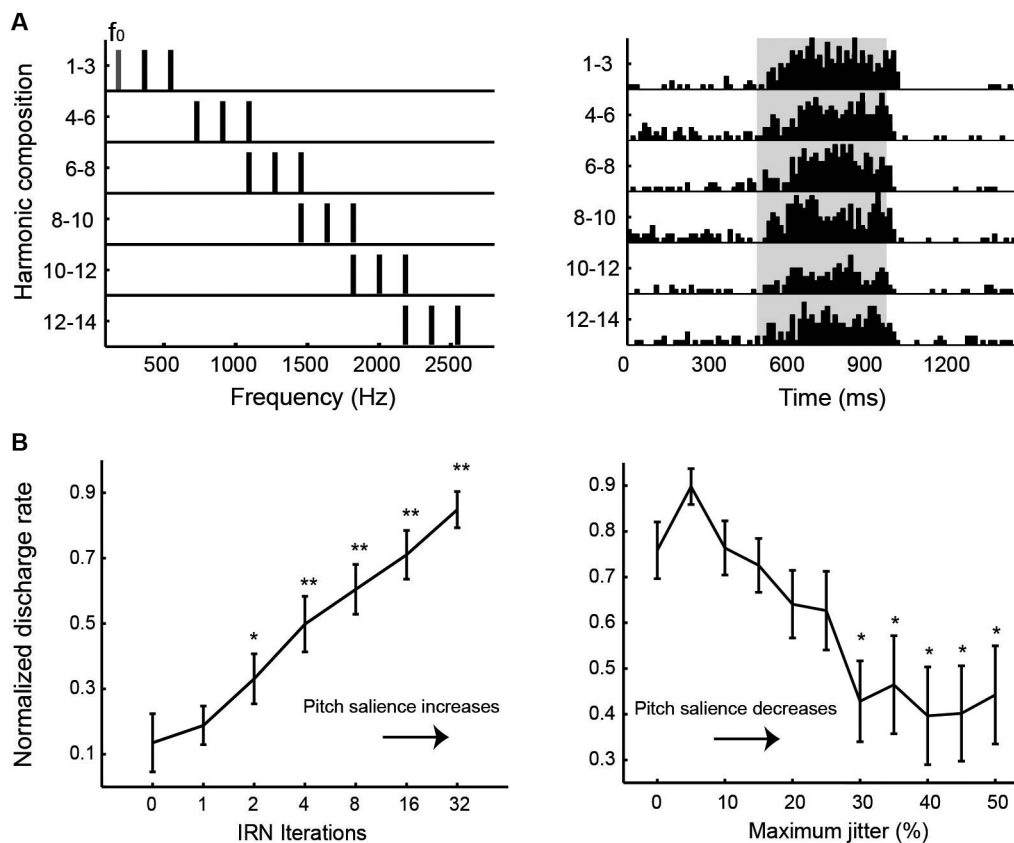 A
f0
Harmonic composition
1-3
4-6
6-8
8-10
10-12
12-14
500 1000 1500 2000 2500
Frequency (Hz)
1-3
4-6
6-8
8-10
10-12
12-14
0 300 600 900 1200
Time (ms)
B
Normalized discharge rate
0.9
0.7
0.5
0.3
0.1
* ** ** ** **
Pitch salience increases
0 1 2 4 8 16 32
IRN Iterations
0.9
0.8
0.7
0.6
0.5
0.4
0.3
* * * * *
Pitch salience decreases
0 10 20 30 40 50
Maximum jitter (%)